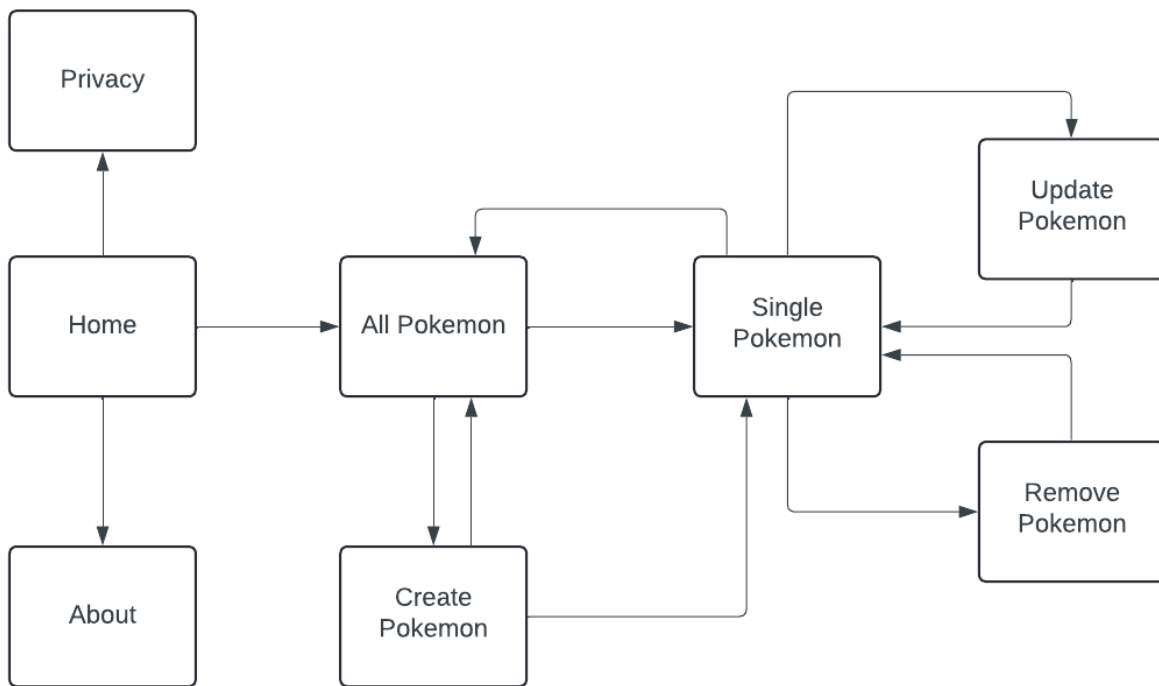 Privacy
Update
Pokemon
Home
All Pokemon
Single
Pokemon
Remove
Pokemon
About
Create
Pokemon